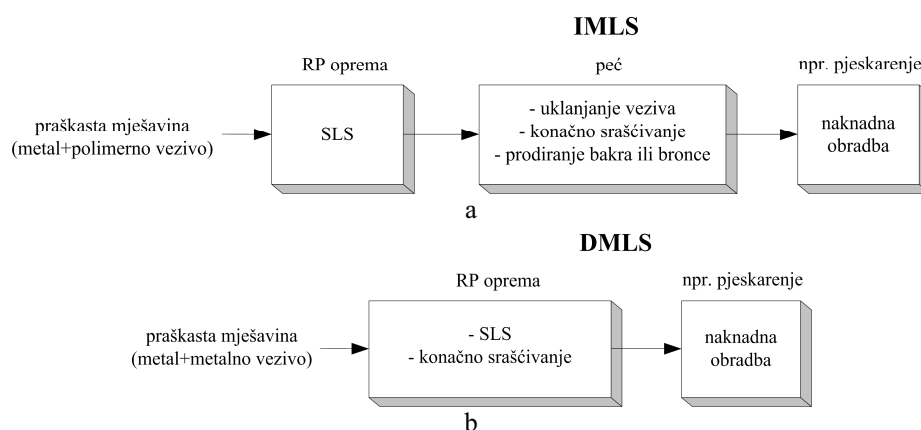 IMLS
RP oprema
peć
npr. pjeskarenje
praškasta mješavina
(metal+polimerno vezivo)
SLS
- uklanjanje veziva
- konačno srašćivanje
- prodiranje bakra ili bronce
naknadna
obradba
a
DMLS
RP oprema
npr. pjeskarenje
praškasta mješavina
(metal+metalno vezivo)
- SLS
- konačno srašćivanje
naknadna
obradba
b